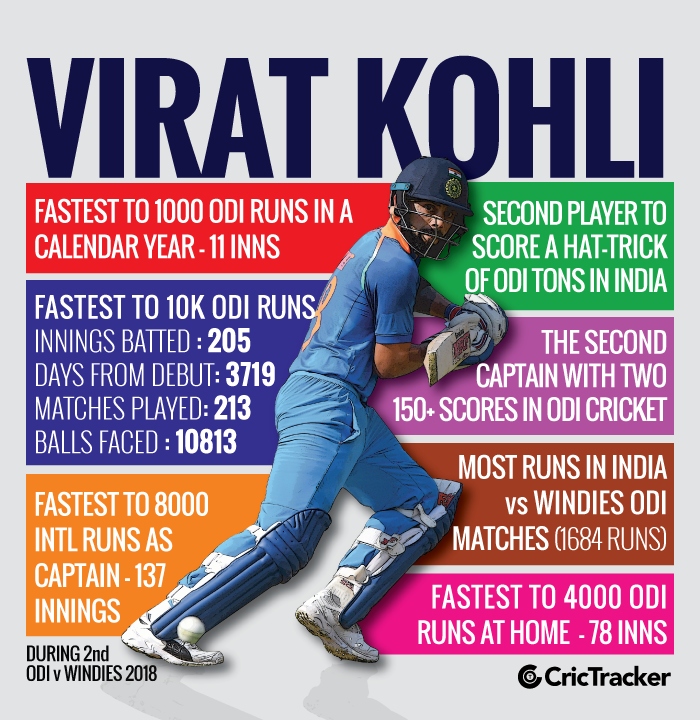 VIRAT KOHLI
FASTEST TO 1000 ODI RUNS IN A
CALENDAR YEAR - 11 INNS
FASTEST TO 10K ODI RUNS
INNINGS BATTED : 205
DAYS FROM DEBUT: 3719
MATCHES PLAYED: 213
BALLS FACED : 10813
FASTEST TO 8000
INTL RUNS AS
CAPTAIN - 137
INNINGS
DURING 2nd
ODI v WINDIES 2018
SECOND PLAYER TO
SCORE A HAT-TRICK
OF ODI TONS IN INDIA
THE SECOND
CAPTAIN WITH TWO
150+ SCORES IN ODI CRICKET
MOST RUNS IN INDIA
vs WINDIES ODI
MATCHES (1684 RUNS)
FASTEST TO 4000 ODI
RUNS AT HOME - 78 INNS
CricTracker